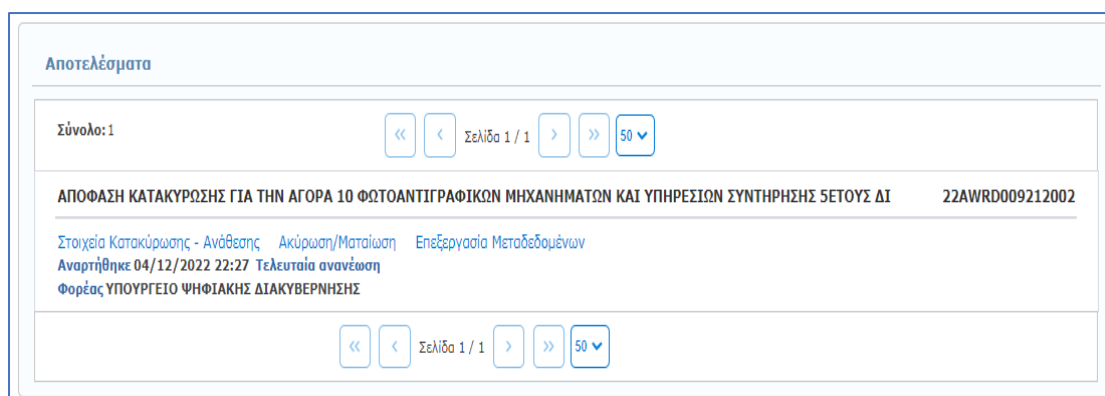 Αποτελέσματα
Σύνολο: 1 « ‹ Σελίδα 1 / 1 › » 50
ΑΠΟΦΑΣΗ ΚΑΤΑΚΥΡΩΣΗΣ ΓΙΑ ΤΗΝ ΑΓΟΡΑ 10 ΦΩΤΟΑΝΤΙΓΡΑΦΙΚΩΝ ΜΗΧΑΝΗΜΑΤΩΝ ΚΑΙ ΥΠΗΡΕΣΙΩΝ ΣΥΝΤΗΡΗΣΗΣ 5ΕΤΟΥΣ ΔΙ 22AWRD009212002
Στοιχεία Κατακύρωσης - Ανάθεσης Ακύρωση/Ματαίωση Επεξεργασία Μεταδεδομένων
Αναρτήθηκε 04/12/2022 22:27 Τελευταία ανανέωση
Φορέας ΥΠΟΥΡΓΕΙΟ ΨΗΦΙΑΚΗΣ ΔΙΑΚΥΒΕΡΝΗΣΗΣ
« ‹ Σελίδα 1 / 1 › » 50